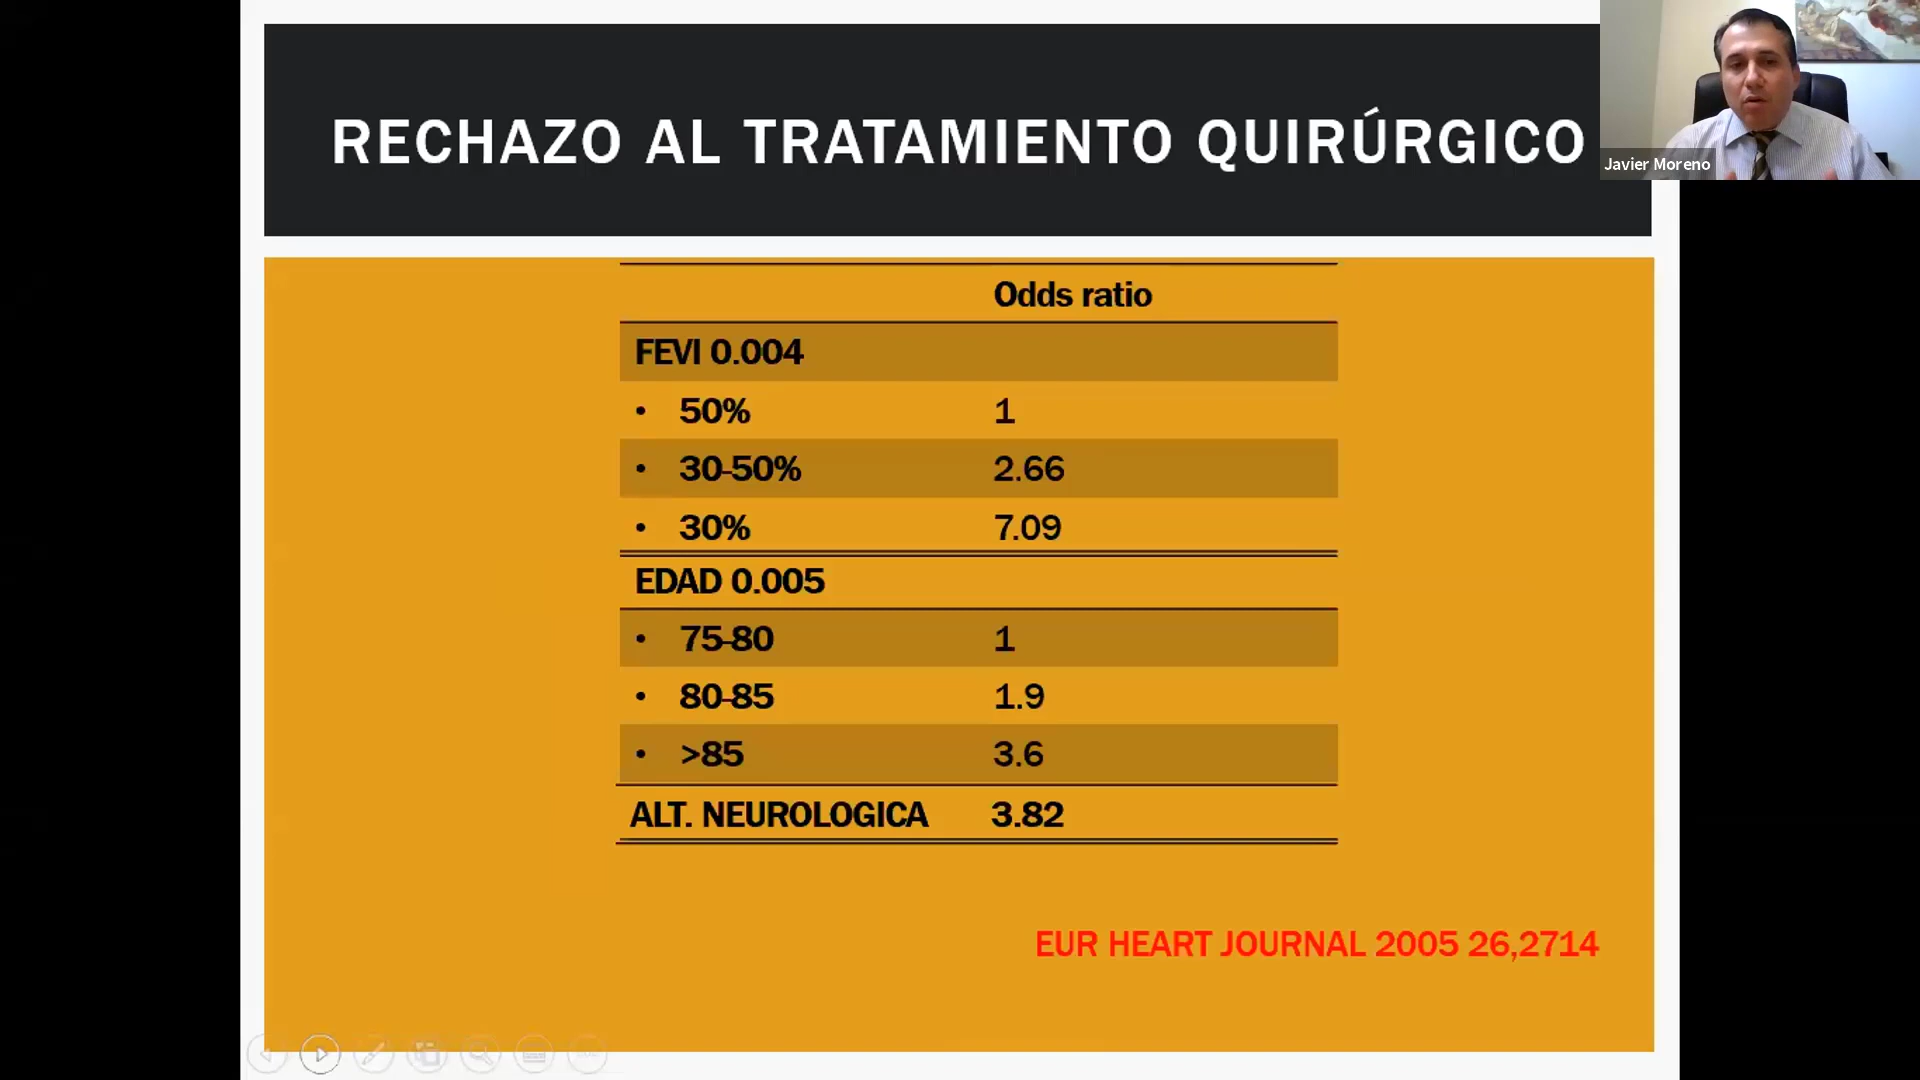 RECHAZO AL TRATAMIENTO QUIRÚRGICO
Javier Moreno
Odds ratio
FEVI 0.004
• 50% 1
• 30-50% 2.66
• 30% 7.09
EDAD 0.005
• 75-80 1
• 80-85 1.9
• >85 3.6
ALT. NEUROLOGICA 3.82
EUR HEART JOURNAL 2005 26,2714